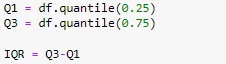 Q1 = df.quantile(0.25)
Q3 = df.quantile(0.75)
IQR = Q3-Q1